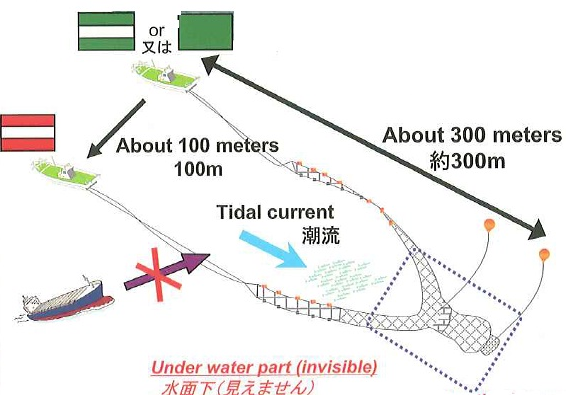 or
又は
About 100 meters
100m
About 300 meters
約300m
Tidal current
潮流
Under water part (invisible)
水面下(見えません)